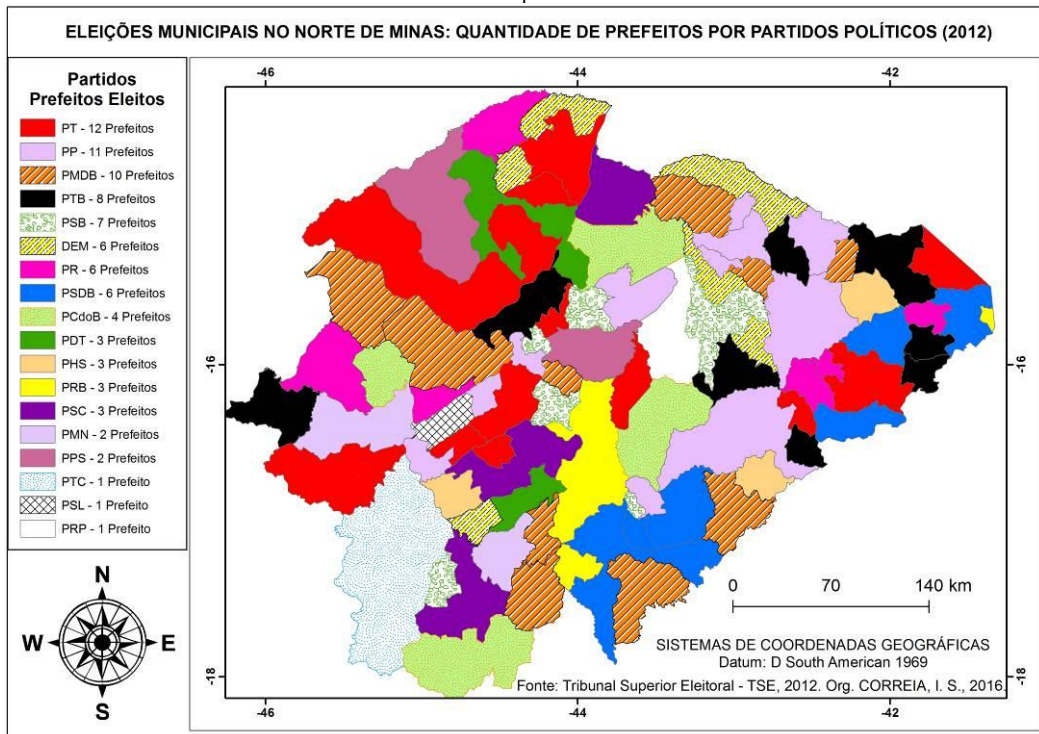 ELEIÇÕES MUNICIPAIS NO NORTE DE MINAS: QUANTIDADE DE PREFEITOS POR PARTIDOS POLÍTICOS (2012)
Partidos
Prefeitos Eleitos
PT - 12 Prefeitos
PP - 11 Prefeitos
PMDB - 10 Prefeitos
PTB - 8 Prefeitos
PSB - 7 Prefeitos
DEM - 6 Prefeitos
PR - 6 Prefeitos
PSDB - 6 Prefeitos
PCdoB - 4 Prefeitos
PDT - 3 Prefeitos
PHS - 3 Prefeitos
PRB - 3 Prefeitos
PSC - 3 Prefeitos
PMN - 2 Prefeitos
PPS - 2 Prefeitos
PTC - 1 Prefeito
PSL - 1 Prefeito
PRP - 1 Prefeito
N
W E
S
-46 -44 -42
-16 -16
-18 -18
-46 -44 -42
0 70 140 km
SISTEMAS DE COORDENADAS GEOGRÁFICAS
Datum: D South American 1969
Fonte: Tribunal Superior Eleitoral - TSE, 2012. Org. CORREIA, I. S., 2016.